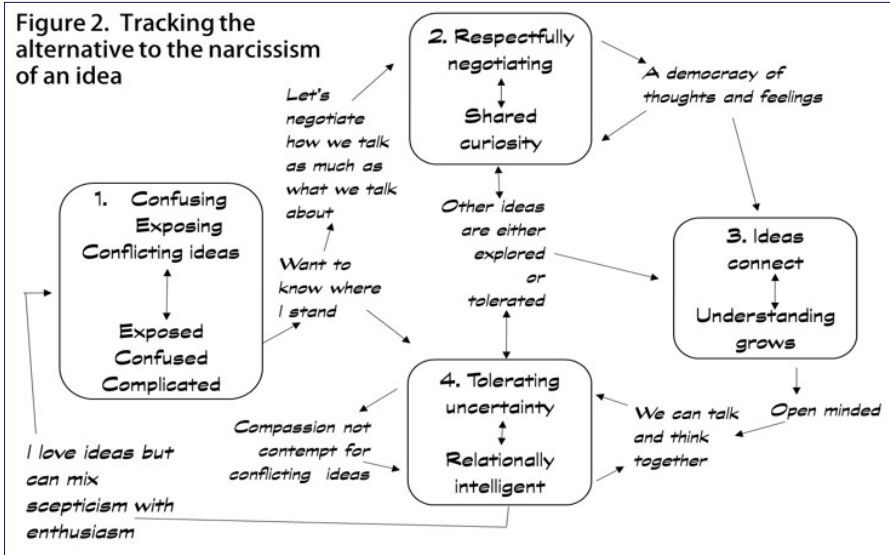 Figure 2. Tracking the
alternative to the narcissism
of an idea
1. Confusing
Exposing
Conflicting ideas
Exposed
Confused
Complicated
Let's
negotiate
how we talk
as much as
what we talk
about
Want to
know where
I stand
2. Respectfully
negotiating
Shared
curiosity
A democracy of
thoughts and feelings
Other ideas
are either
explored
or
tolerated
3. Ideas
connect
Understanding
grows
4. Tolerating
uncertainty
Relationally
intelligent
Compassion not
contempt for
conflicting ideas
We can talk
and think
together
Open minded
I love ideas but
can mix
scepticism with
enthusiasm